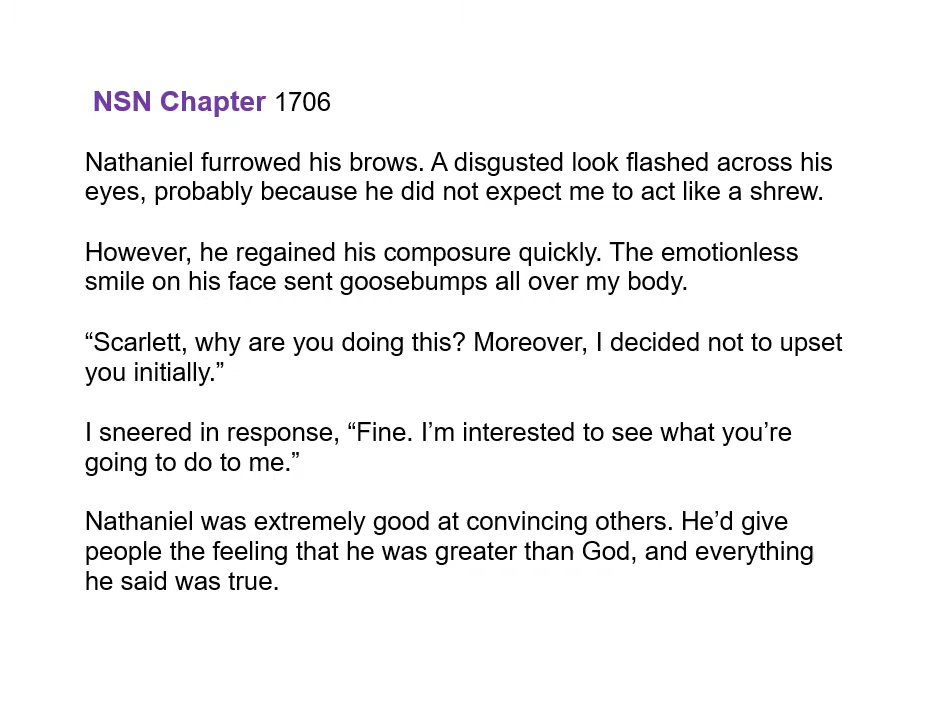 NSN Chapter 1706
Nathaniel furrowed his brows. A disgusted look flashed across his
eyes, probably because he did not expect me to act like a shrew.
However, he regained his composure quickly. The emotionless
smile on his face sent goosebumps all over my body.
“Scarlett, why are you doing this? Moreover, I decided not to upset
you initially.”
I sneered in response, “Fine. I’m interested to see what you’re
going to do to me.”
Nathaniel was extremely good at convincing others. He’d give
people the feeling that he was greater than God, and everything
he said was true.